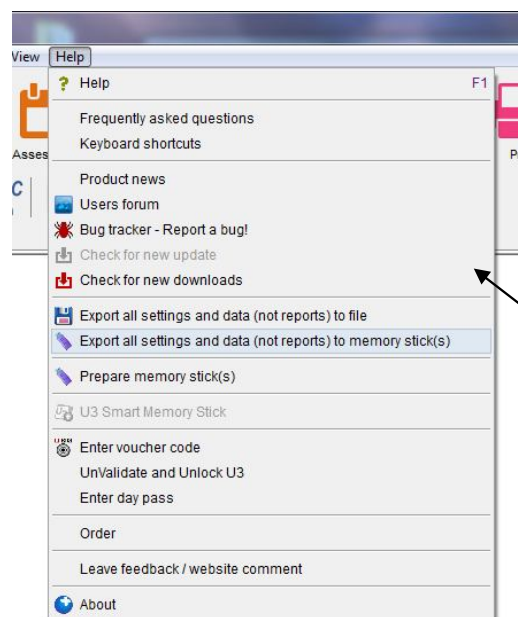 View Help
Help F1
Frequently asked questions
Keyboard shortcuts
Asses
C
Product news
Users forum
Bug tracker - Report a bug!
Check for new update
Check for new downloads
Export all settings and data (not reports) to file
Export all settings and data (not reports) to memory stick(s)
Prepare memory stick(s)
U3 Smart Memory Stick
Enter voucher code
UnValidate and Unlock U3
Enter day pass
Order
Leave feedback / website comment
About